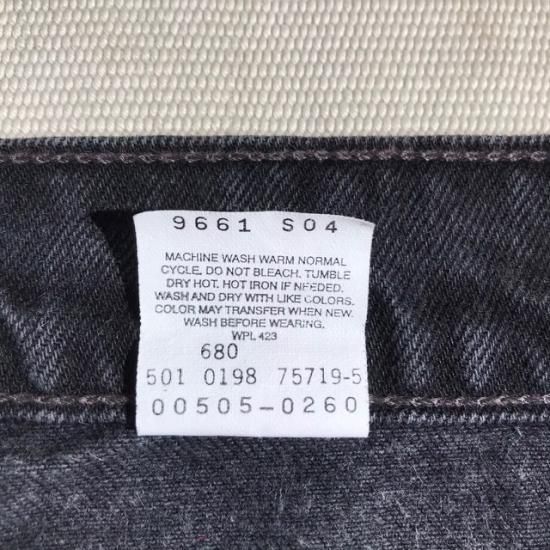 9661 S04
MACHINE WASH WARM NORMAL
CYCLE. DO NOT BLEACH. TUMBLE
DRY HOT. HOT IRON IF NEEDED.
WASH AND DRY WITH LIKE COLORS.
COLOR MAY TRANSFER WHEN NEW.
WASH BEFORE WEARING.
WPL 423
680
501 0198 75719-5
00505-0260